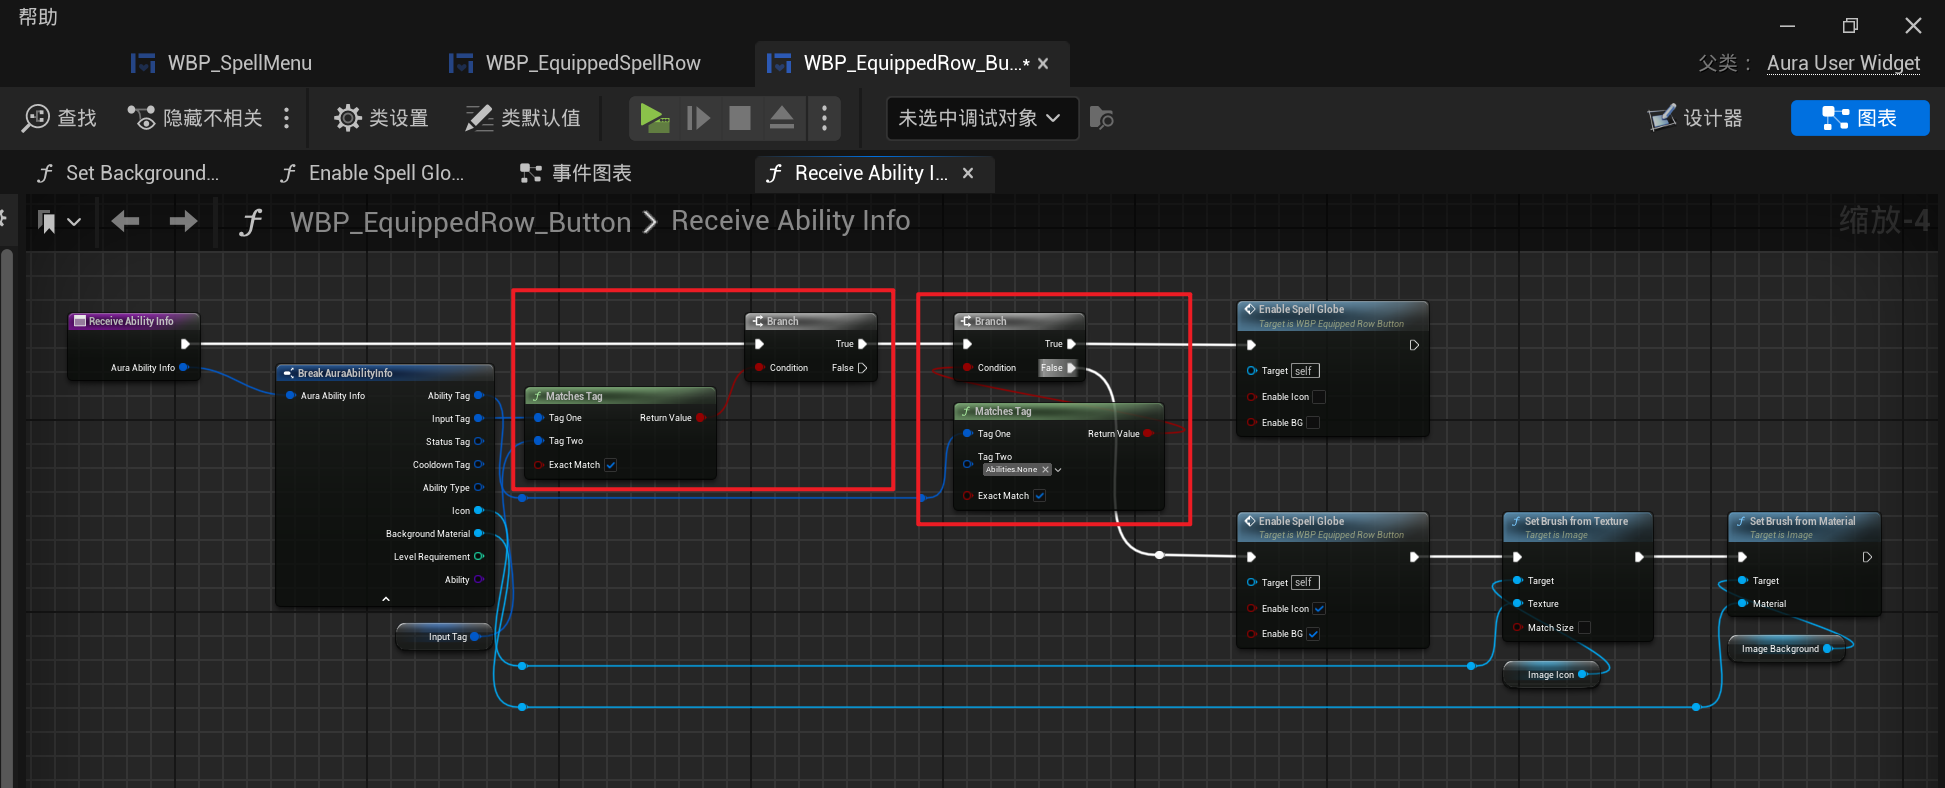 帮助
WBP_SpellMenu
WBP_EquippedSpellRow
WBP_EquippedRow_Bu...*
父类：
Aura User Widget
查找
隐藏不相关
类设置
类默认值
未选中调试对象
设计器
图表
Set Background...
Enable Spell Glo...
事件图表
Receive Ability I...
WBP_EquippedRow_Button > Receive Ability Info
缩放-4
Receive Ability Info
Aura Ability Info
Break AuraAbilityInfo
Aura Ability Info
Ability Tag
Input Tag
Status Tag
Cooldown Tag
Ability Type
Icon
Background Material
Level Requirement
Ability
Input Tag
Matches Tag
Tag One
Return Value
Tag Two
Exact Match
Branch
True
Condition
False
Branch
True
Condition
False
Matches Tag
Tag One
Return Value
Tag Two
Abilities.None
Exact Match
Enable Spell Globe
Target is WBP Equipped Row Button
Target self
Enable Icon
Enable BG
Enable Spell Globe
Target is WBP Equipped Row Button
Target self
Enable Icon
Enable BG
Set Brush from Texture
Target is Image
Target
Texture
Match Size
Image Icon
Set Brush from Material
Target is Image
Target
Material
Image Background